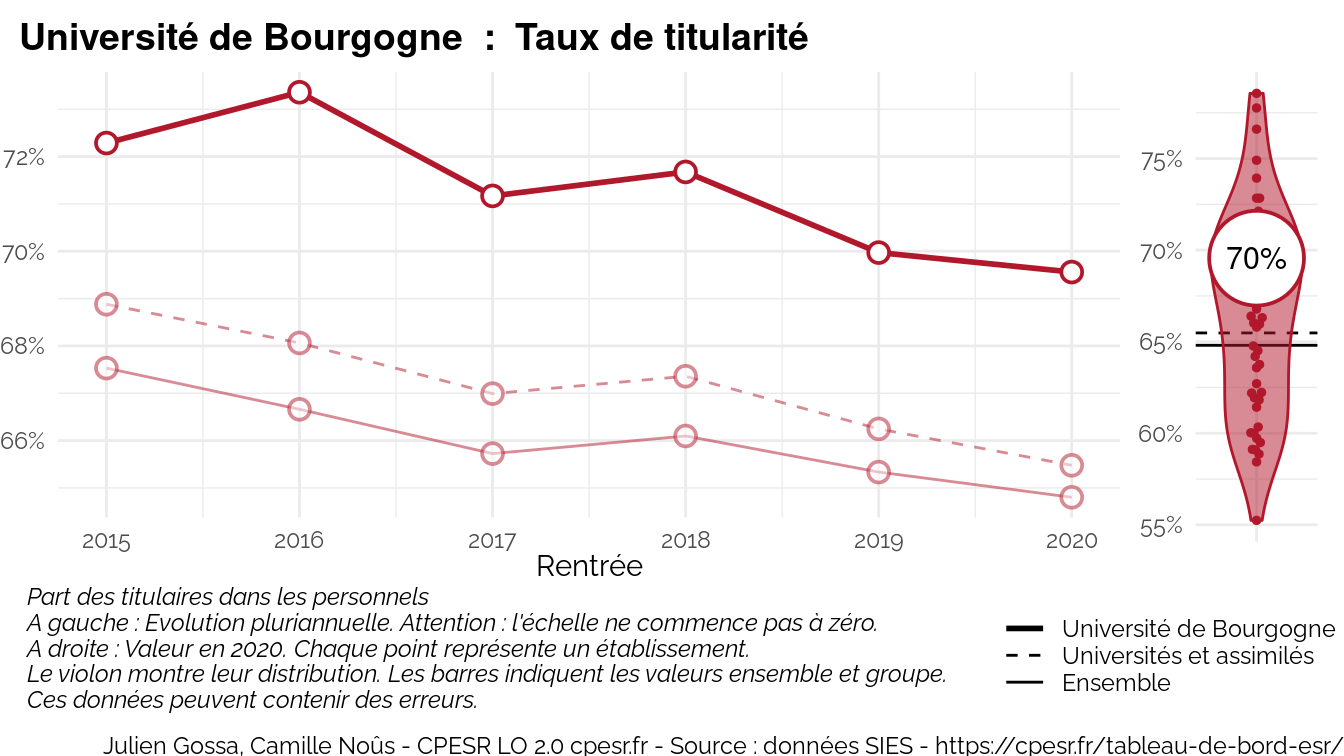 Université de Bourgogne : Taux de titularité
72%
70%
68%
66%
2015 2016 2017 2018 2019 2020
Rentrée
75%
70%
65%
60%
55%
70%
Part des titulaires dans les personnels
A gauche : Evolution pluriannuelle. Attention : l'échelle ne commence pas à zéro.
A droite : Valeur en 2020. Chaque point représente un établissement.
Le violon montre leur distribution. Les barres indiquent les valeurs ensemble et groupe.
Ces données peuvent contenir des erreurs.
Université de Bourgogne
Universités et assimilés
Ensemble
Julien Gossa, Camille Noûs - CPESR LO 2.0 cpesr.fr - Source : données SIES - https://cpesr.fr/tableau-de-bord-esr/